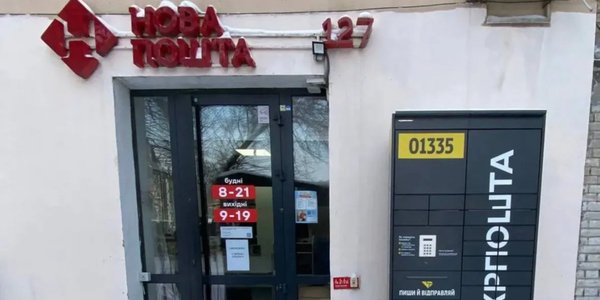 НОВА
ПОШТА
127
будні
8-21
вихідні
9-19
01335
УКРПОШТА
ПИШИ Й ВІДПРАВЛЯЙ